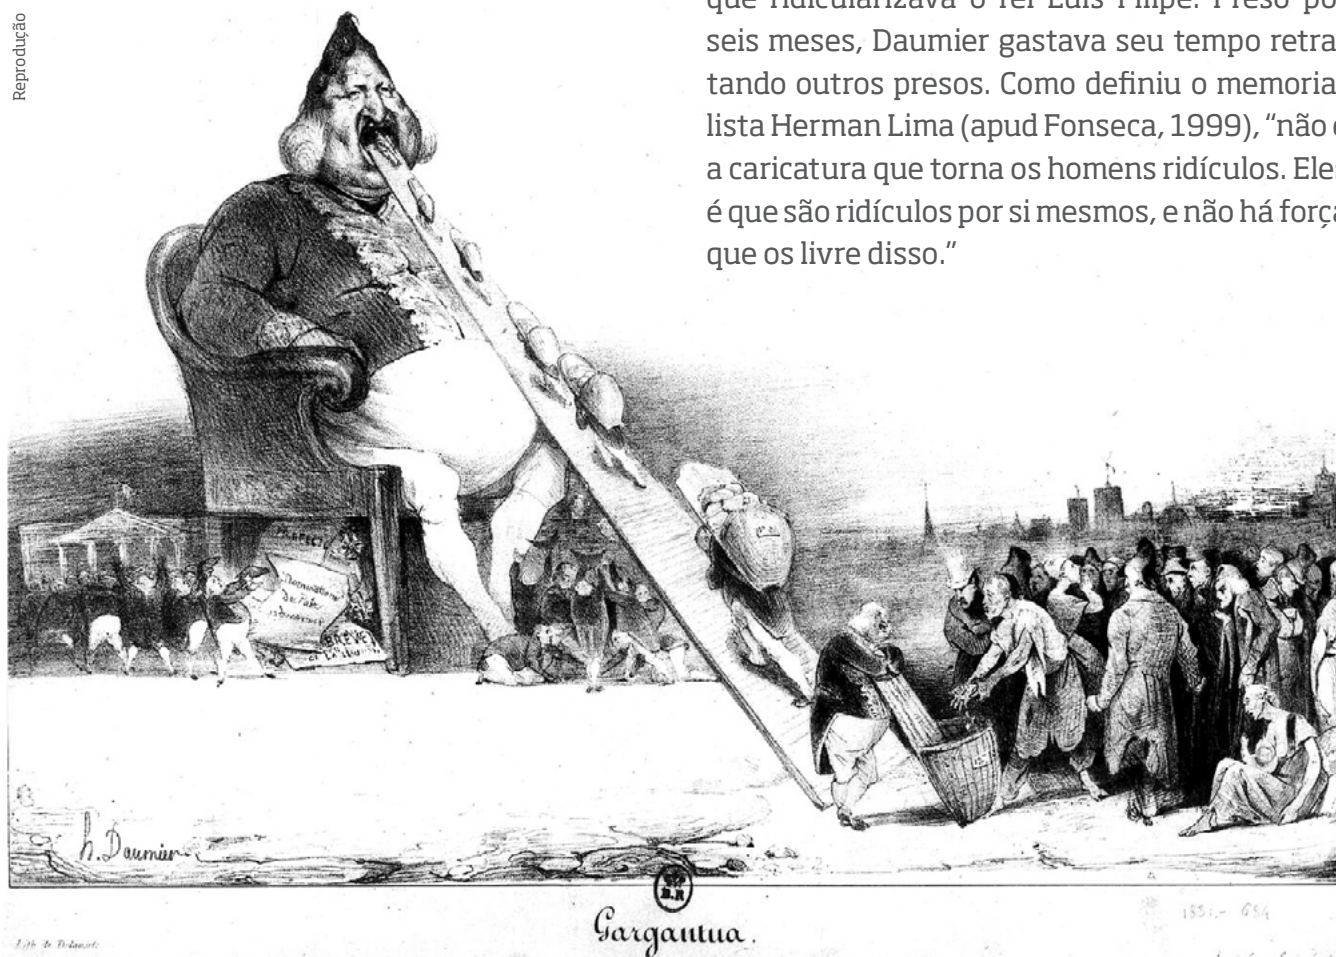 Reprodução
que ridicularizava o rei Luis Filipe. Preso por
seis meses, Daumier gastava seu tempo retra
tando outros presos. Como definiu o memoria
lista Herman Lima (apud Fonseca, 1999), “não
a caricatura que torna os homens ridículos. Eles
é que são ridículos por si mesmos, e não há força
que os livre disso.”
h. Daumier
B.R
Gargantua.